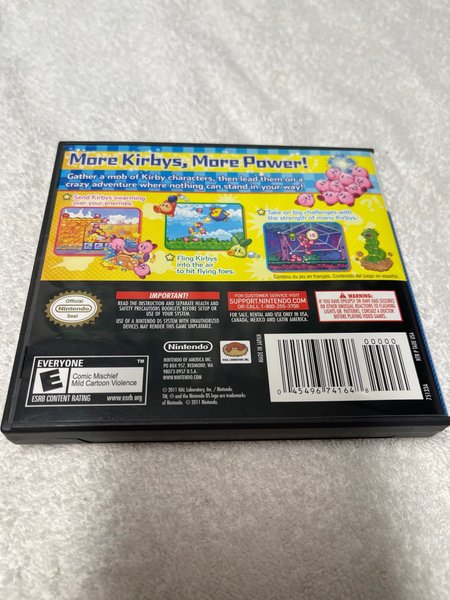 More Kirbys, More Power!
Gather a mob of Kirby characters, then lead them on a
crazy adventure where nothing can stand in your way!
Send Kirbys swarming
over your enemies.
Fling Kirbys
into the air
to hit flying foes.
Take on big challenges with the
strength of many Kirbys.
Contenu du jeu en français. Contenido del juego en español.
Official
Nintendo
Seal
IMPORTANT!
READ THE INSTRUCTION AND SEPARATE HEALTH AND
SAFETY PRECAUTIONS BOOKLETS BEFORE SETUP OR
USE OF YOUR SYSTEM.
USE OF A NINTENDO DS SYSTEM WITH UNAUTHORIZED
DEVICES MAY RENDER THIS GAME UNPLAYABLE.
FOR CUSTOMER SERVICE VISIT
SUPPORT.NINTENDO.COM
OR CALL 1-800-255-3700
FOR SALE, RENTAL AND USE ONLY IN USA,
CANADA, MEXICO AND LATIN AMERICA.
WARNING:
IF YOU HAVE EPILEPSY OR HAVE HAD SEIZURES
OR OTHER UNUSUAL REACTIONS TO FLASHING
LIGHTS OR PATTERNS, CONSULT A DOCTOR
BEFORE PLAYING VIDEO GAMES.
EVERYONE
E
TM
Comic Mischief
Mild Cartoon Violence
ESRB CONTENT RATING
www.esrb.org
Nintendo
NINTENDO OF AMERICA INC.
PO BOX 957, REDMOND, WA
98073-0957 U.S.A.
WWW.NINTENDO.COM
HAL LABORATORY, INC.
© 2011 HAL Laboratory, Inc. / Nintendo.
TM, ® and the Nintendo DS logo are trademarks
of Nintendo. © 2011 Nintendo.
MADE IN JAPAN
00000
0 45496 74164 8
75133A